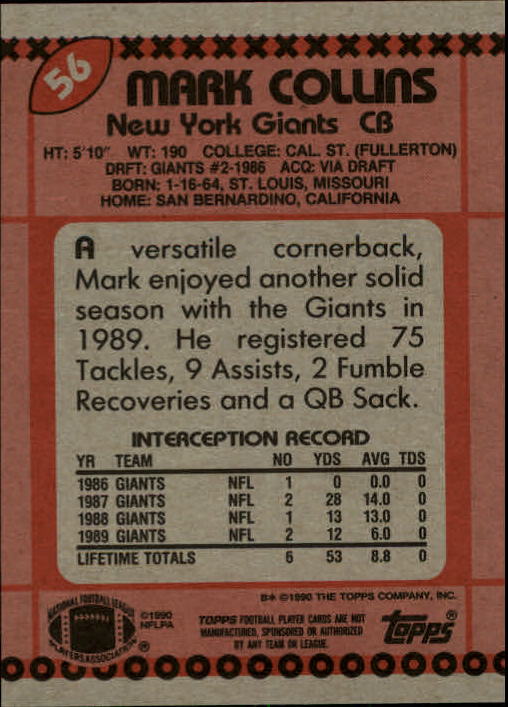 56
MARK COLLINS
New York Giants CB
HT: 5'10" WT: 190 COLLEGE: CAL. ST. (FULLERTON)
DRFT: GIANTS #2-1986 ACQ: VIA DRAFT
BORN: 1-16-64, ST. LOUIS, MISSOURI
HOME: SAN BERNARDINO, CALIFORNIA
A versatile cornerback,
Mark enjoyed another solid
season with the Giants in
1989. He registered 75
Tackles, 9 Assists, 2 Fumble
Recoveries and a QB Sack.
INTERCEPTION RECORD
YR TEAM NO YDS AVG TDS
1986 GIANTS NFL 1 0 0.0 0
1987 GIANTS NFL 2 28 14.0 0
1988 GIANTS NFL 1 13 13.0 0
1989 GIANTS NFL 2 12 6.0 0
LIFETIME TOTALS 6 53 8.8 0
B* ©1990 THE TOPPS COMPANY, INC.
NATIONAL FOOTBALL LEAGUE
PLAYERS ASSOCIATION
®
©1990
NFLPA
TOPPS FOOTBALL PLAYER CARDS ARE NOT
MANUFACTURED, SPONSORED OR AUTHORIZED
BY ANY TEAM OR LEAGUE.
topps®